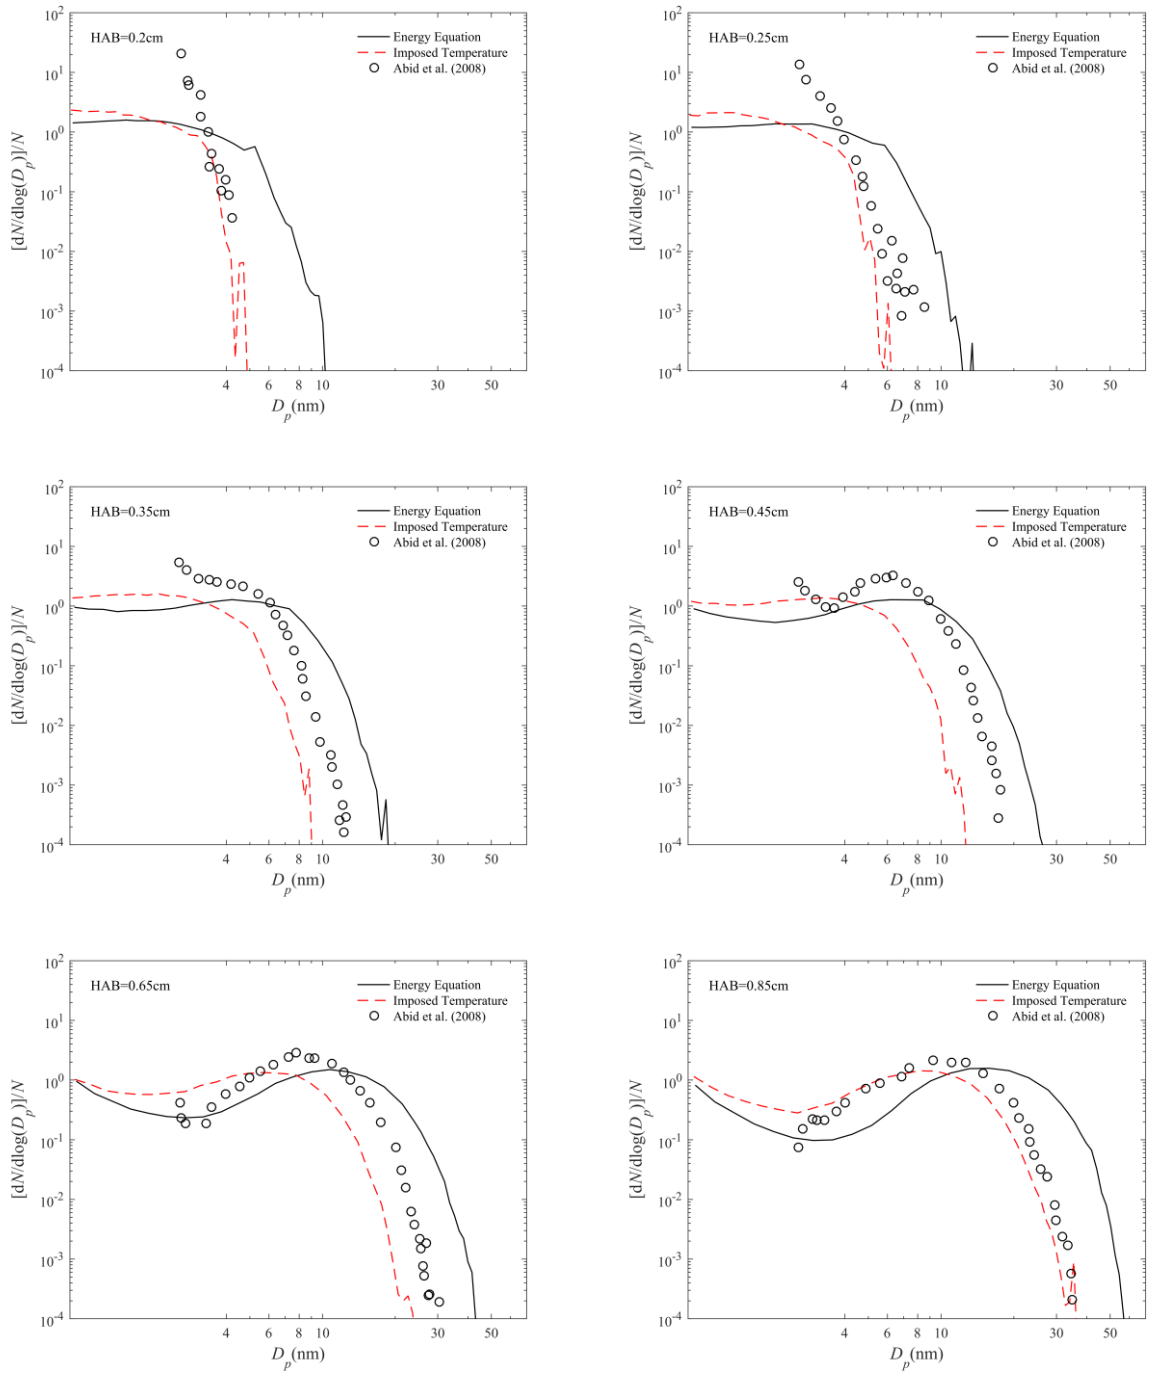 HAB=0.2cm
Energy Equation
Imposed Temperature
Abid et al. (2008)
[dN/dlog(D_p)]/N
10^2
10^1
10^0
10^-1
10^-2
10^-3
10^-4
4 6 8 10 30 50
D_p(nm)
HAB=0.25cm
Energy Equation
Imposed Temperature
Abid et al. (2008)
[dN/dlog(D_p)]/N
10^2
10^1
10^0
10^-1
10^-2
10^-3
10^-4
4 6 8 10 30 50
D_p(nm)
HAB=0.35cm
Energy Equation
Imposed Temperature
Abid et al. (2008)
[dN/dlog(D_p)]/N
10^2
10^1
10^0
10^-1
10^-2
10^-3
10^-4
4 6 8 10 30 50
D_p(nm)
HAB=0.45cm
Energy Equation
Imposed Temperature
Abid et al. (2008)
[dN/dlog(D_p)]/N
10^2
10^1
10^0
10^-1
10^-2
10^-3
10^-4
4 6 8 10 30 50
D_p(nm)
HAB=0.65cm
Energy Equation
Imposed Temperature
Abid et al. (2008)
[dN/dlog(D_p)]/N
10^2
10^1
10^0
10^-1
10^-2
10^-3
10^-4
4 6 8 10 30 50
D_p(nm)
HAB=0.85cm
Energy Equation
Imposed Temperature
Abid et al. (2008)
[dN/dlog(D_p)]/N
10^2
10^1
10^0
10^-1
10^-2
10^-3
10^-4
4 6 8 10 30 50
D_p(nm)